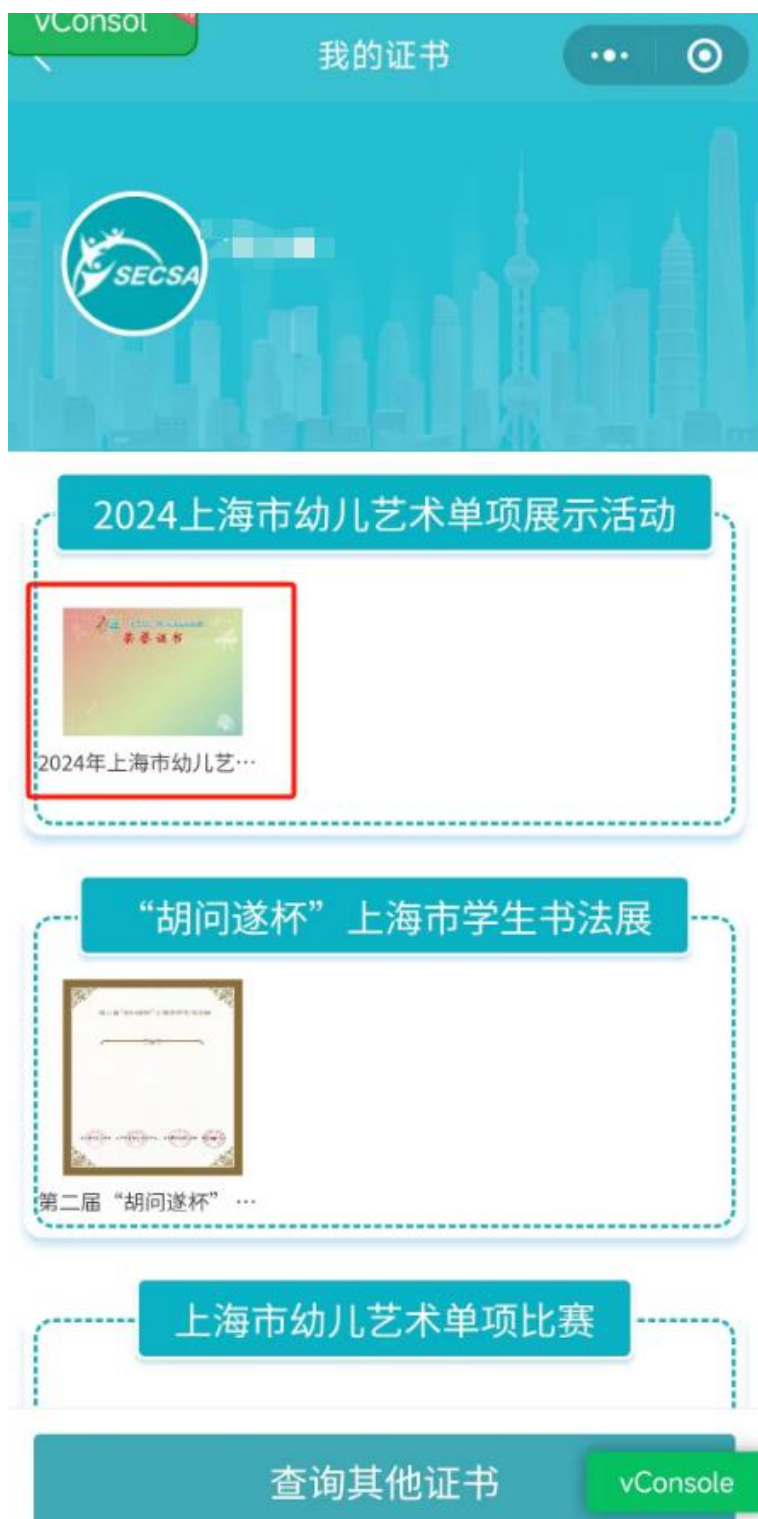 vConsol
我的证书
SECSA
2024上海市幼儿艺术单项展示活动
荣誉证书
2024年上海市幼儿艺…
“胡问遂杯”上海市学生书法展
第二届“胡问遂杯” …
上海市幼儿艺术单项比赛
查询其他证书
vConsole